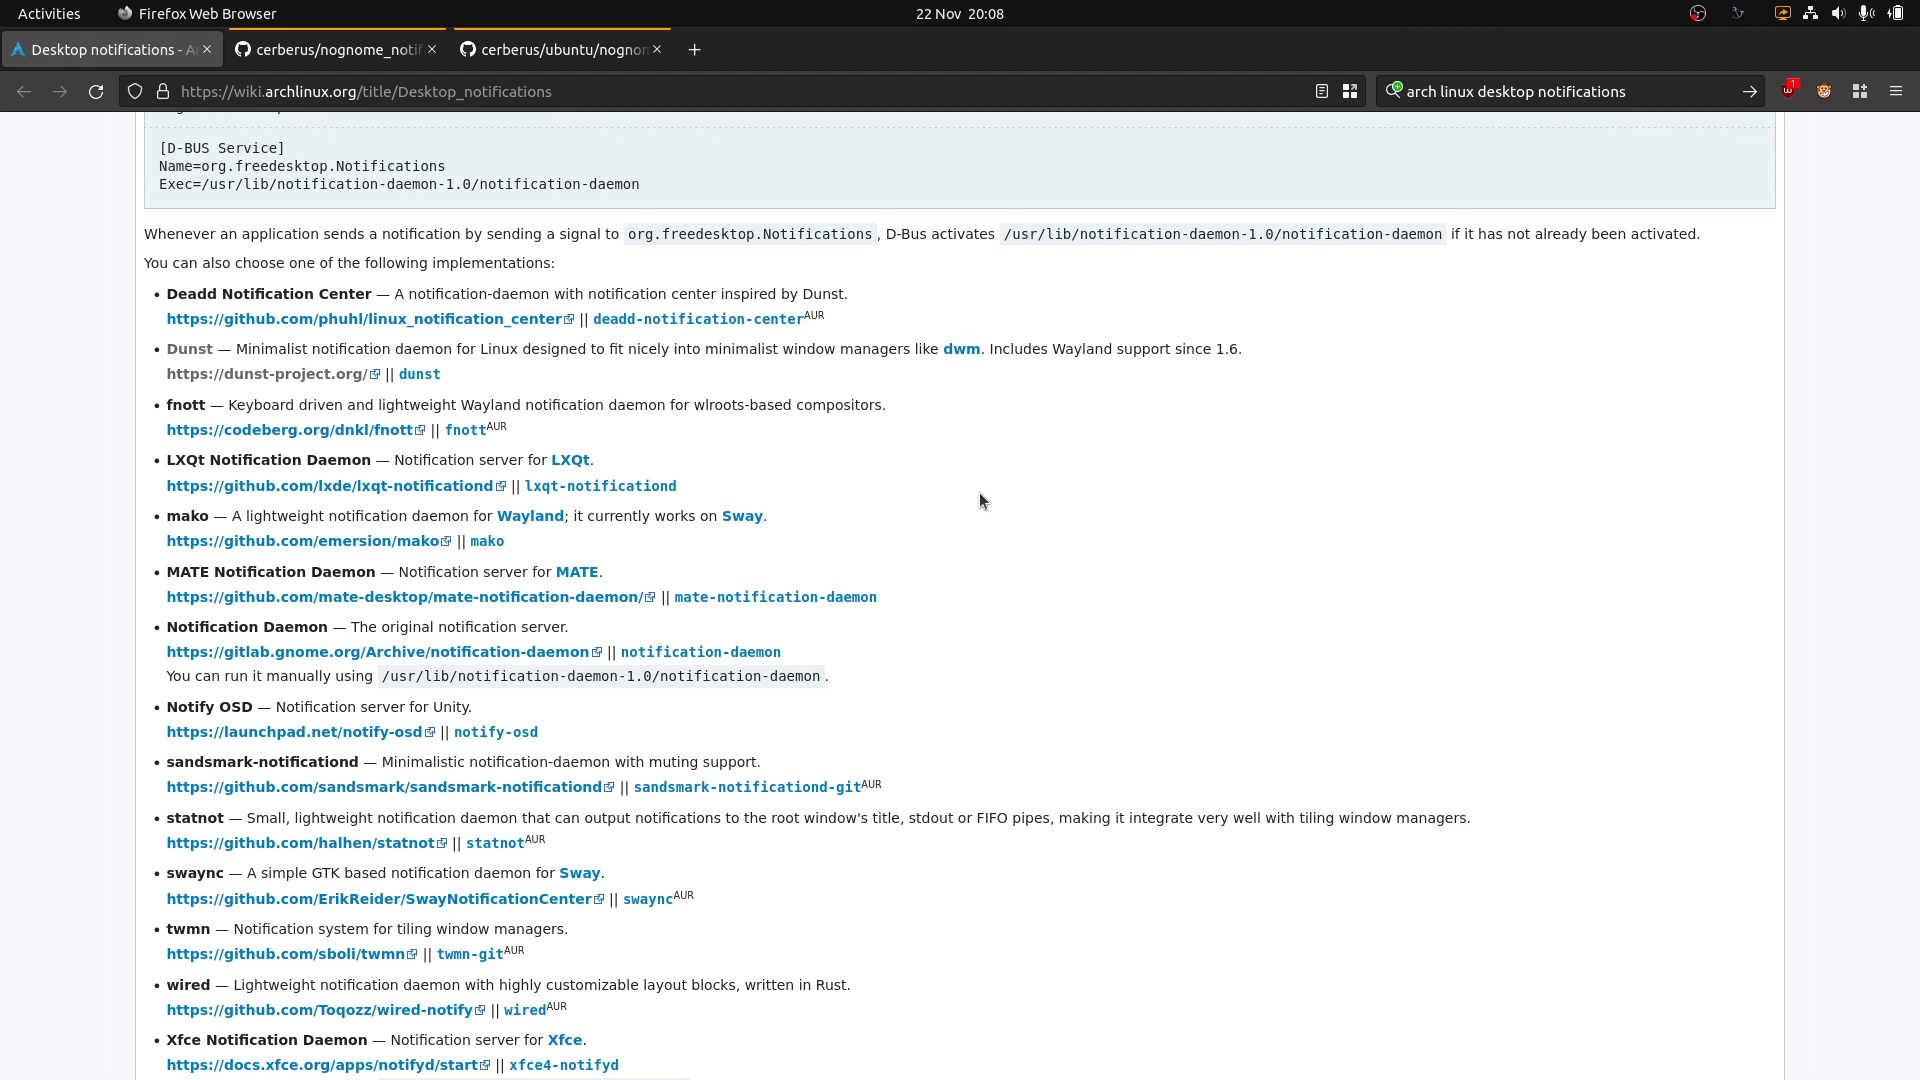 Activities Firefox Web Browser 22 Nov 20:08
Desktop notifications - A cerberus/nognome_notif cerberus/ubuntu/nogno
https://wiki.archlinux.org/title/Desktop_notifications arch linux desktop notifications 1
[D-BUS Service]
Name=org.freedesktop.Notifications
Exec=/usr/lib/notification-daemon-1.0/notification-daemon
Whenever an application sends a notification by sending a signal to org.freedesktop.Notifications, D-Bus activates /usr/lib/notification-daemon-1.0/notification-daemon if it has not already been activated.
You can also choose one of the following implementations:
• Deadd Notification Center — A notification-daemon with notification center inspired by Dunst.
https://github.com/phuhl/linux_notification_center || deadd-notification-centerAUR
• Dunst — Minimalist notification daemon for Linux designed to fit nicely into minimalist window managers like dwm. Includes Wayland support since 1.6.
https://dunst-project.org/ || dunst
• fnott — Keyboard driven and lightweight Wayland notification daemon for wlroots-based compositors.
https://codeberg.org/dnkl/fnott || fnottAUR
• LXQt Notification Daemon — Notification server for LXQt.
https://github.com/lxde/lxqt-notificationd || lxqt-notificationd
• mako — A lightweight notification daemon for Wayland; it currently works on Sway.
https://github.com/emersion/mako || mako
• MATE Notification Daemon — Notification server for MATE.
https://github.com/mate-desktop/mate-notification-daemon/ || mate-notification-daemon
• Notification Daemon — The original notification server.
https://gitlab.gnome.org/Archive/notification-daemon || notification-daemon
You can run it manually using /usr/lib/notification-daemon-1.0/notification-daemon.
• Notify OSD — Notification server for Unity.
https://launchpad.net/notify-osd || notify-osd
• sandsmark-notificationd — Minimalistic notification-daemon with muting support.
https://github.com/sandsmark/sandsmark-notificationd || sandsmark-notificationd-gitAUR
• statnot — Small, lightweight notification daemon that can output notifications to the root window's title, stdout or FIFO pipes, making it integrate very well with tiling window managers.
https://github.com/halhen/statnot || statnotAUR
• swaync — A simple GTK based notification daemon for Sway.
https://github.com/ErikReider/SwayNotificationCenter || swayncAUR
• twmn — Notification system for tiling window managers.
https://github.com/sboli/twmn || twmn-gitAUR
• wired — Lightweight notification daemon with highly customizable layout blocks, written in Rust.
https://github.com/Toqozz/wired-notify || wiredAUR
• Xfce Notification Daemon — Notification server for Xfce.
https://docs.xfce.org/apps/notifyd/start || xfce4-notifyd